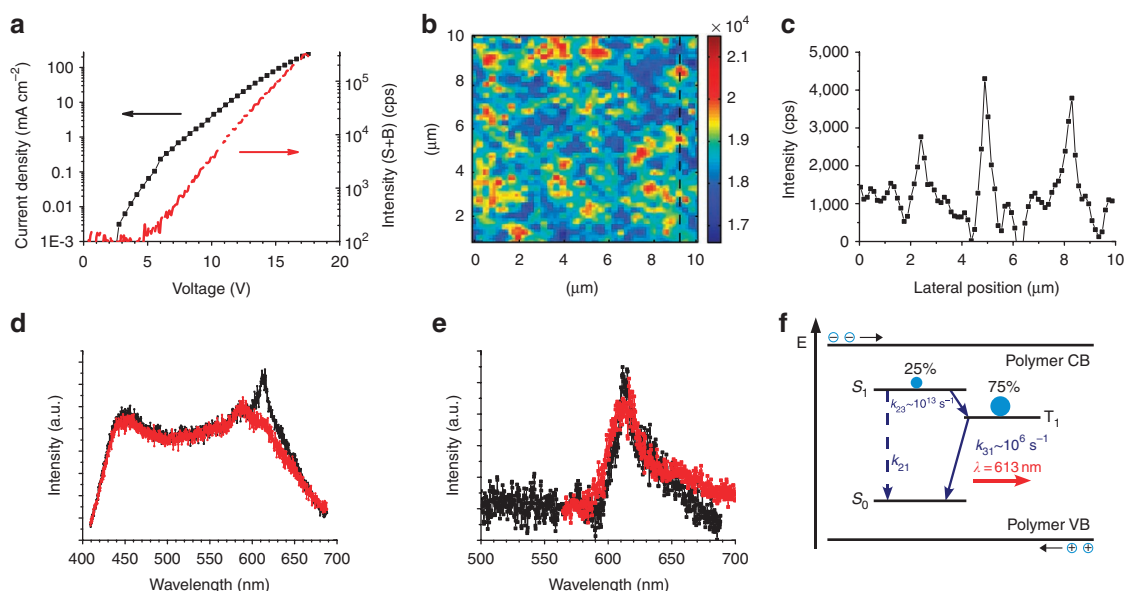 a
100
10
1
0.1
0.01
1E-3
Current density (mA cm⁻²)
0
5
10
15
20
Voltage (V)
10⁵
10⁴
10³
10²
Intensity (S+B) (cps)
b
× 10⁴
10
8
6
4
2
(μm)
0
2
4
6
8
10
(μm)
2.1
2
1.9
1.8
1.7
c
5,000
4,000
3,000
2,000
1,000
0
Intensity (cps)
0
2
4
6
8
10
Lateral position (μm)
d
Intensity (a.u.)
400
450
500
550
600
650
700
Wavelength (nm)
e
Intensity (a.u.)
500
560
600
640
700
Wavelength (nm)
f
E
⊖ ⊖
Polymer CB
25%
S₁
75%
k₂₃~10¹³ s⁻¹
T₁
k₂₁
k₃₁~10⁶ s⁻¹
λ = 613 nm
S₀
Polymer VB
⊕ ⊕